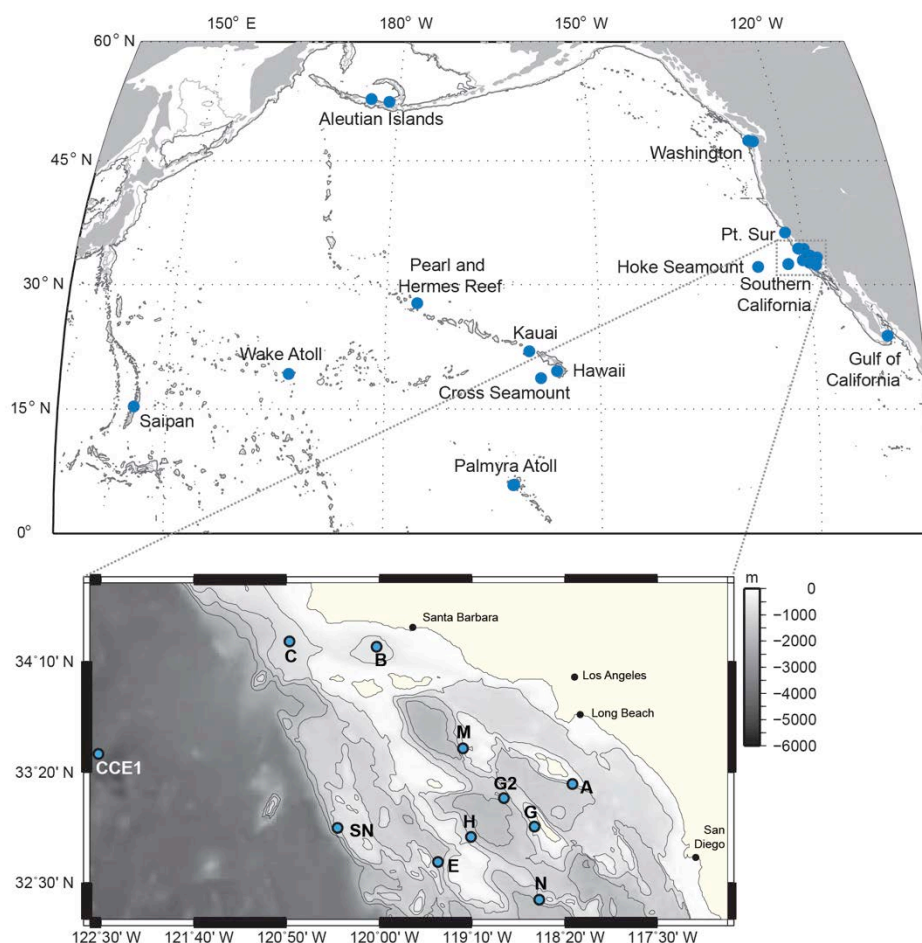 150° E
180° W
150° W
120° W
60° N
Aleutian Islands
45° N
Washington
Pt. Sur
Pearl and
Hermes Reef
Hoke Seamount
30° N
Southern
California
Kauai
Wake Atoll
Hawaii
Gulf of
California
Cross Seamount
15° N
Saipan
Palmyra Atoll
0°
m
0
−1000
−2000
−3000
−4000
−5000
−6000
Santa Barbara
C
B
34°10' N
Los Angeles
Long Beach
M
CCE1
33°20' N
G2
A
SN
H
G
San
Diego
E
32°30' N
N
122°30' W
121°40' W
120°50' W
120°00' W
119°10' W
118°20' W
117°30' W